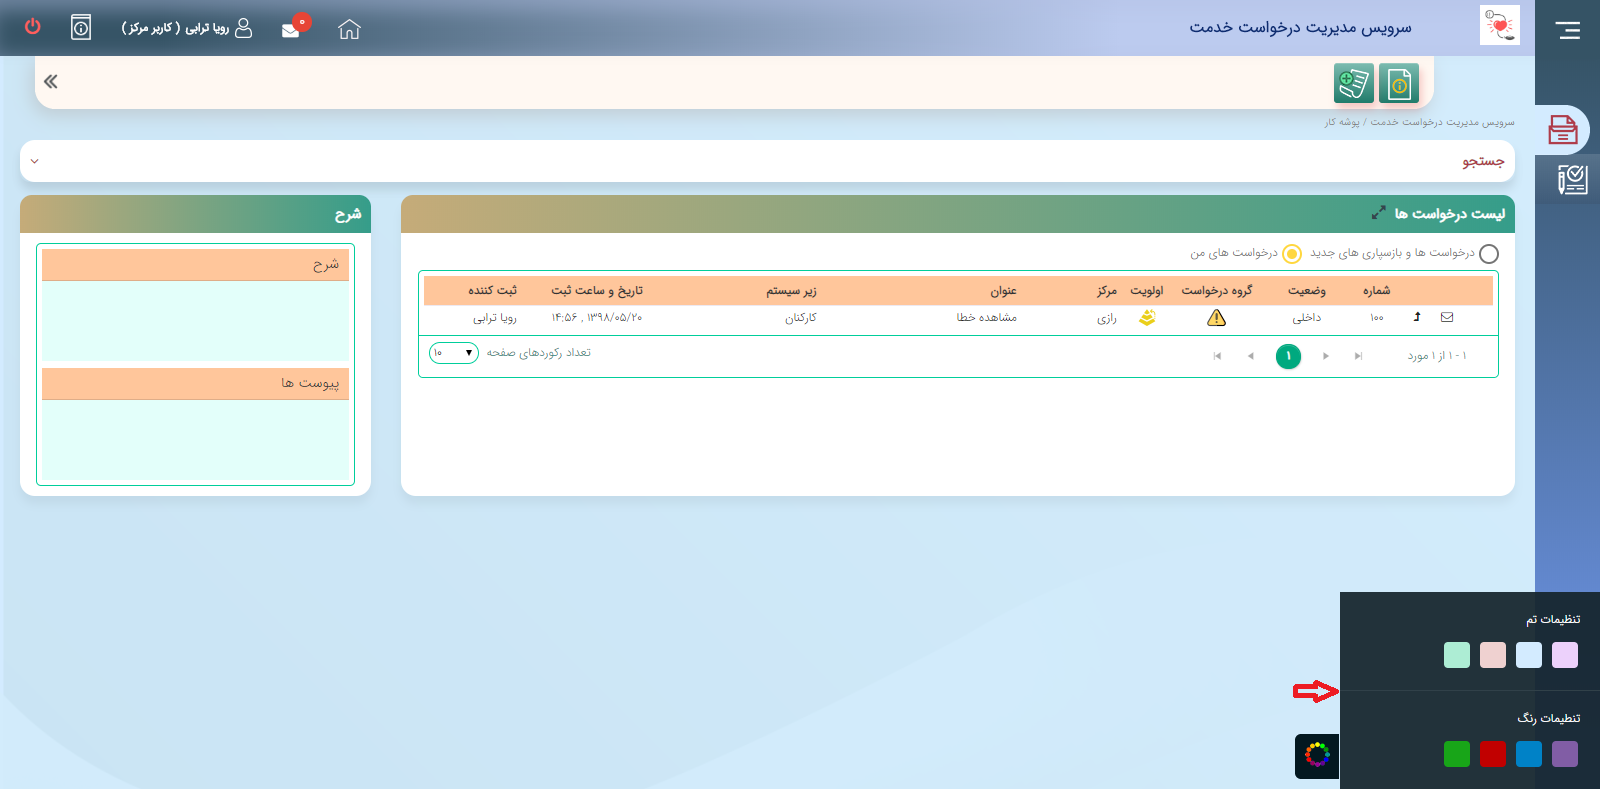 سرویس مدیریت درخواست خدمت
۰
رویا ترابی ( کاربر مرکز )
سرویس مدیریت درخواست خدمت / پوشه کار
جستجو
لیست درخواست ها
درخواست ها و بازسپاری های جدید
درخواست های من
شماره وضعیت گروه درخواست اولویت مرکز عنوان زیر سیستم تاریخ و ساعت ثبت ثبت کننده
۱۰۰ داخلی رازی مشاهده خطا کارکنان ۱۳۹۸/۰۵/۲۰ , ۱۴:۵۶ رویا ترابی
۱ - ۱ از ۱ مورد ۱ تعداد رکوردهای صفحه ۱۰
شرح
شرح
پیوست ها
تنظیمات تم
تنظیمات رنگ